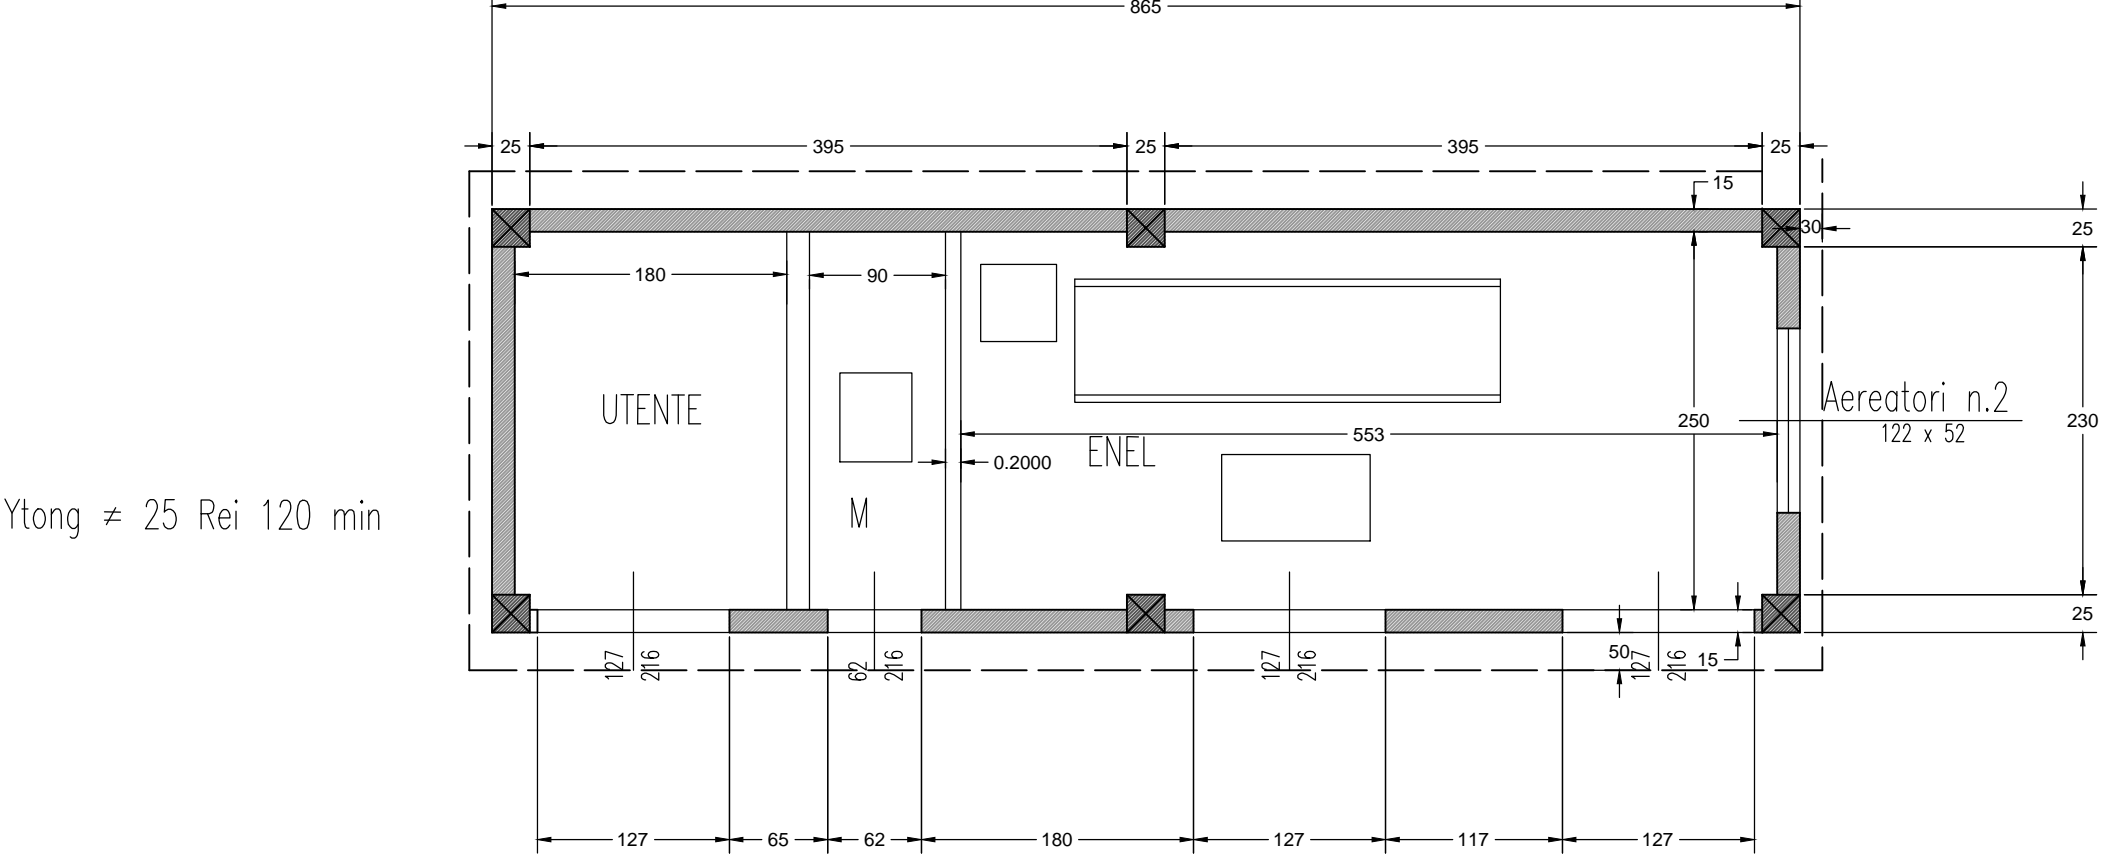 865
25 395 25 395 25
15
30 25
180 90
UTENTE
Aereatori n.2
122 x 52
250 230
553
ENEL
0.2000
M
Ytong ≠ 25 Rei 120 min
25
127 216
62 216
127 216
50
127 216
15
127 65 62 180 127 117 127